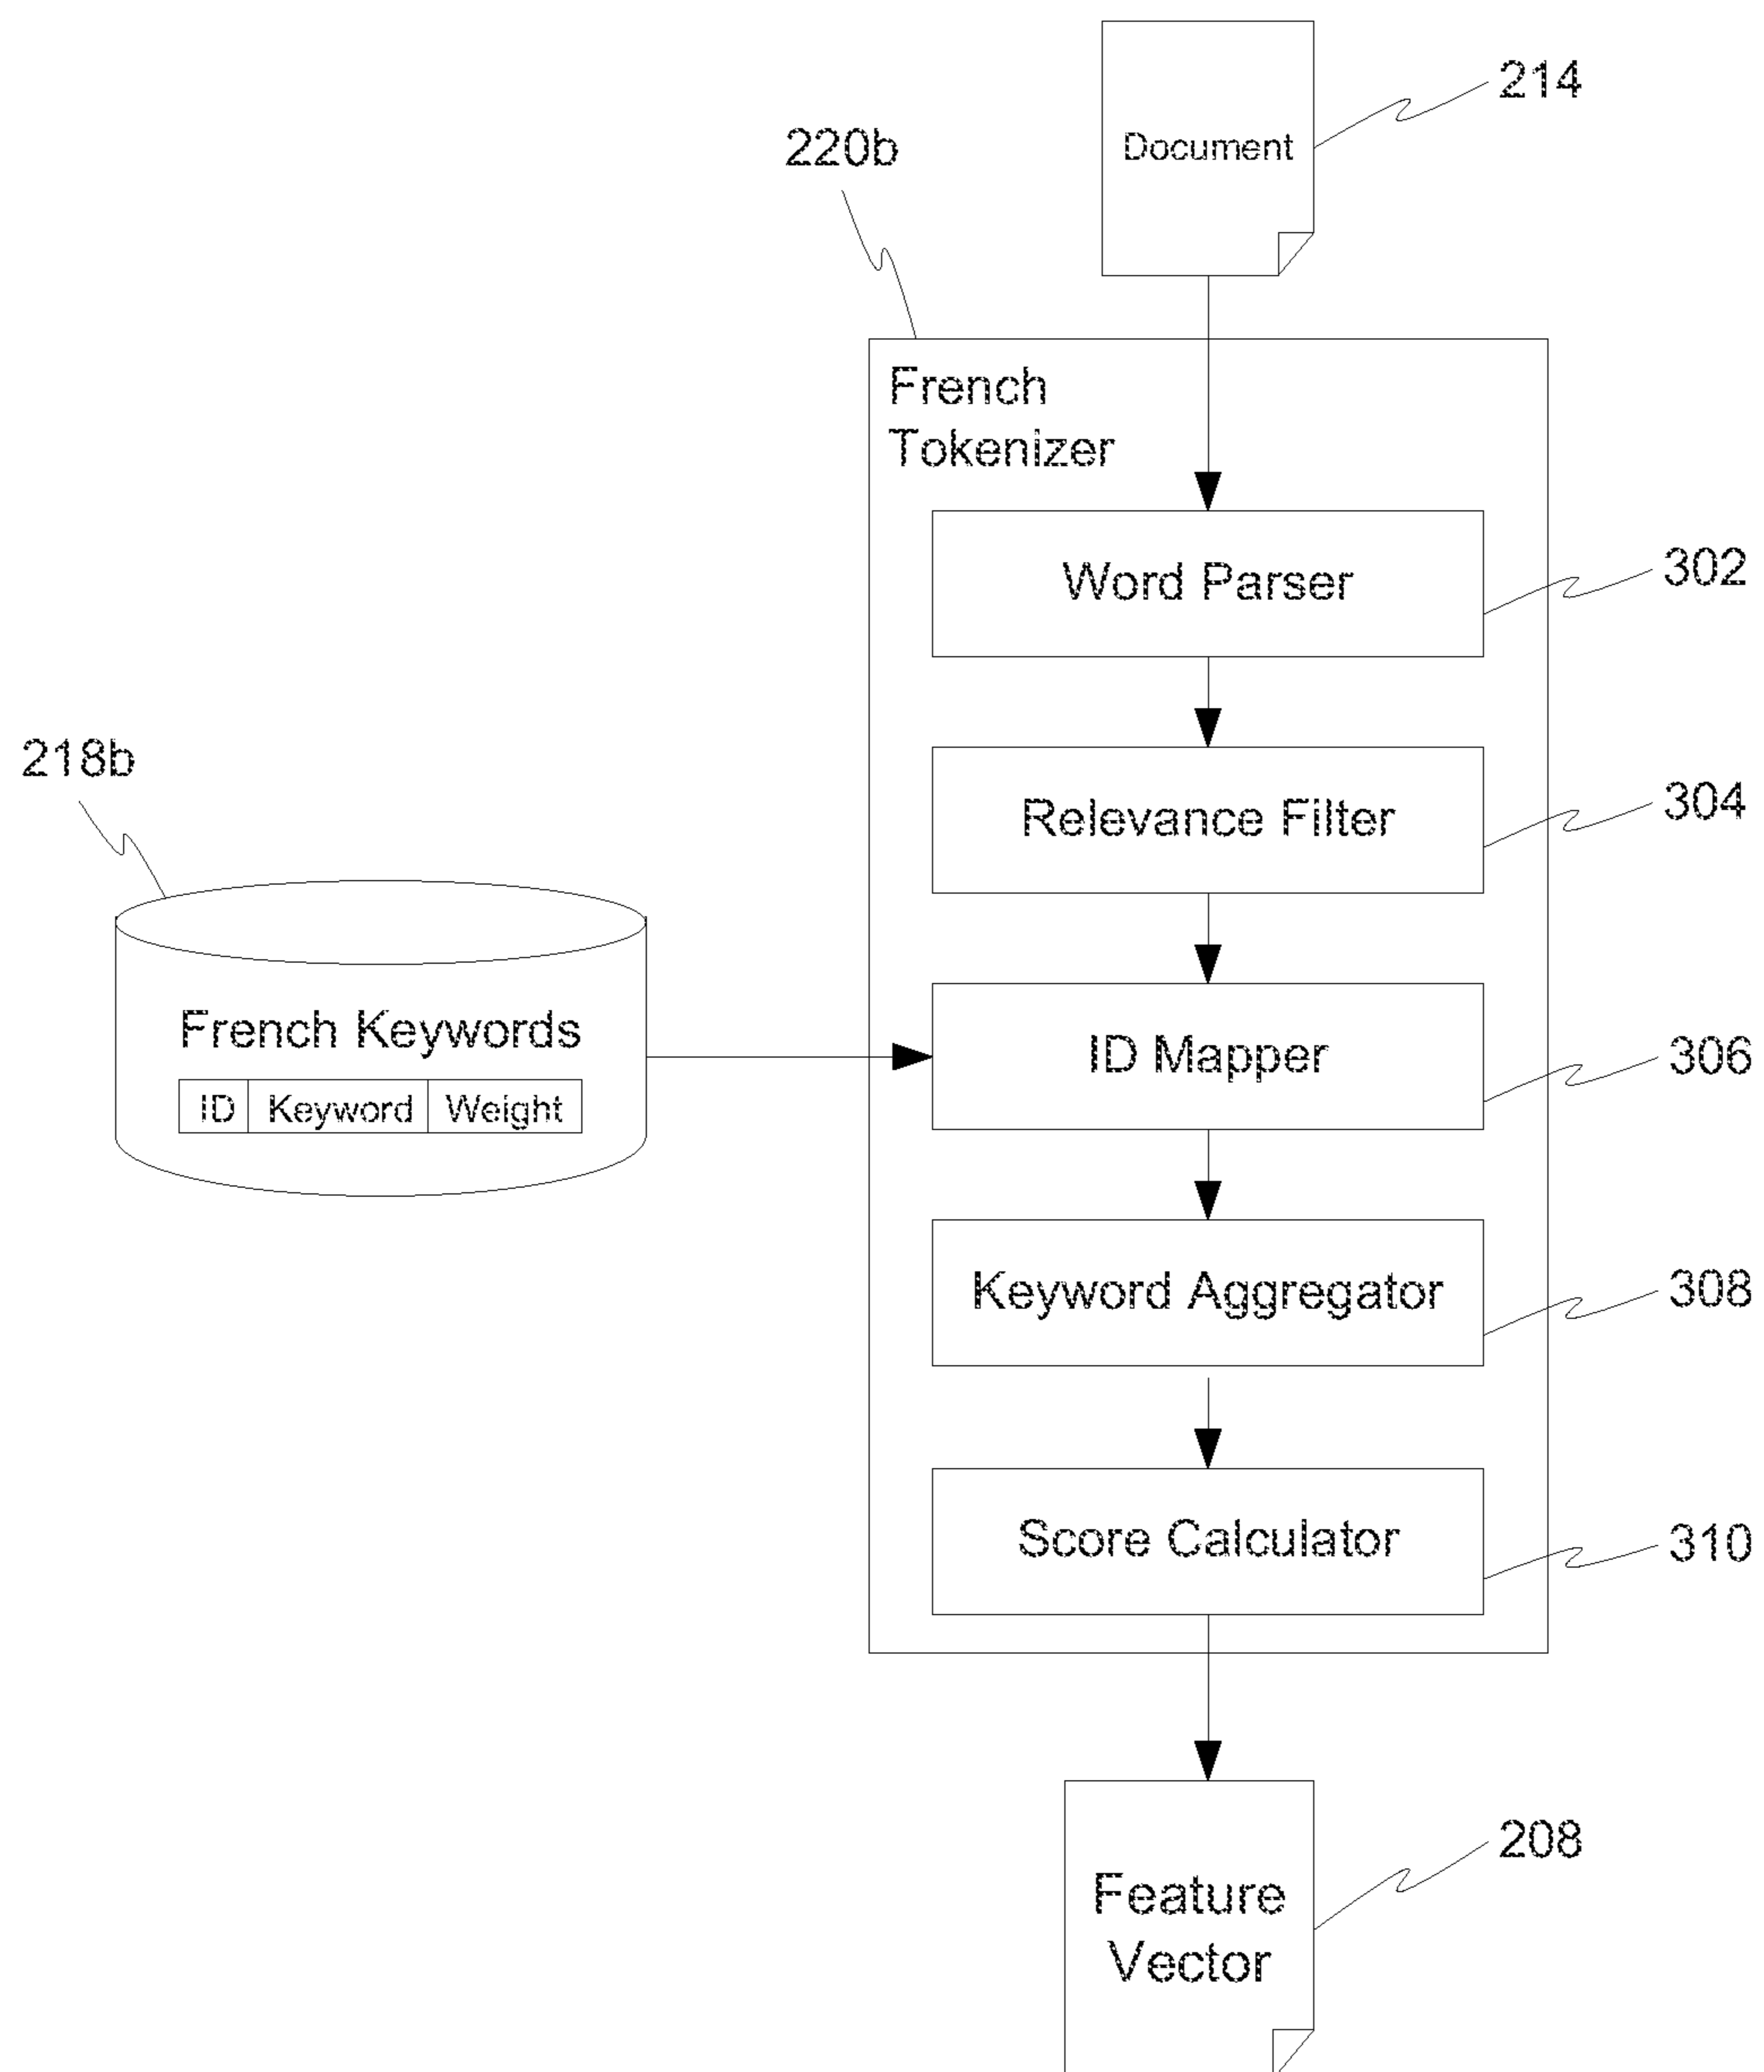 214
Document
220b
French
Tokenizer
Word Parser
302
Relevance Filter
304
218b
French Keywords
ID Keyword Weight
ID Mapper
306
Keyword Aggregator
308
Score Calculator
310
208
Feature
Vector